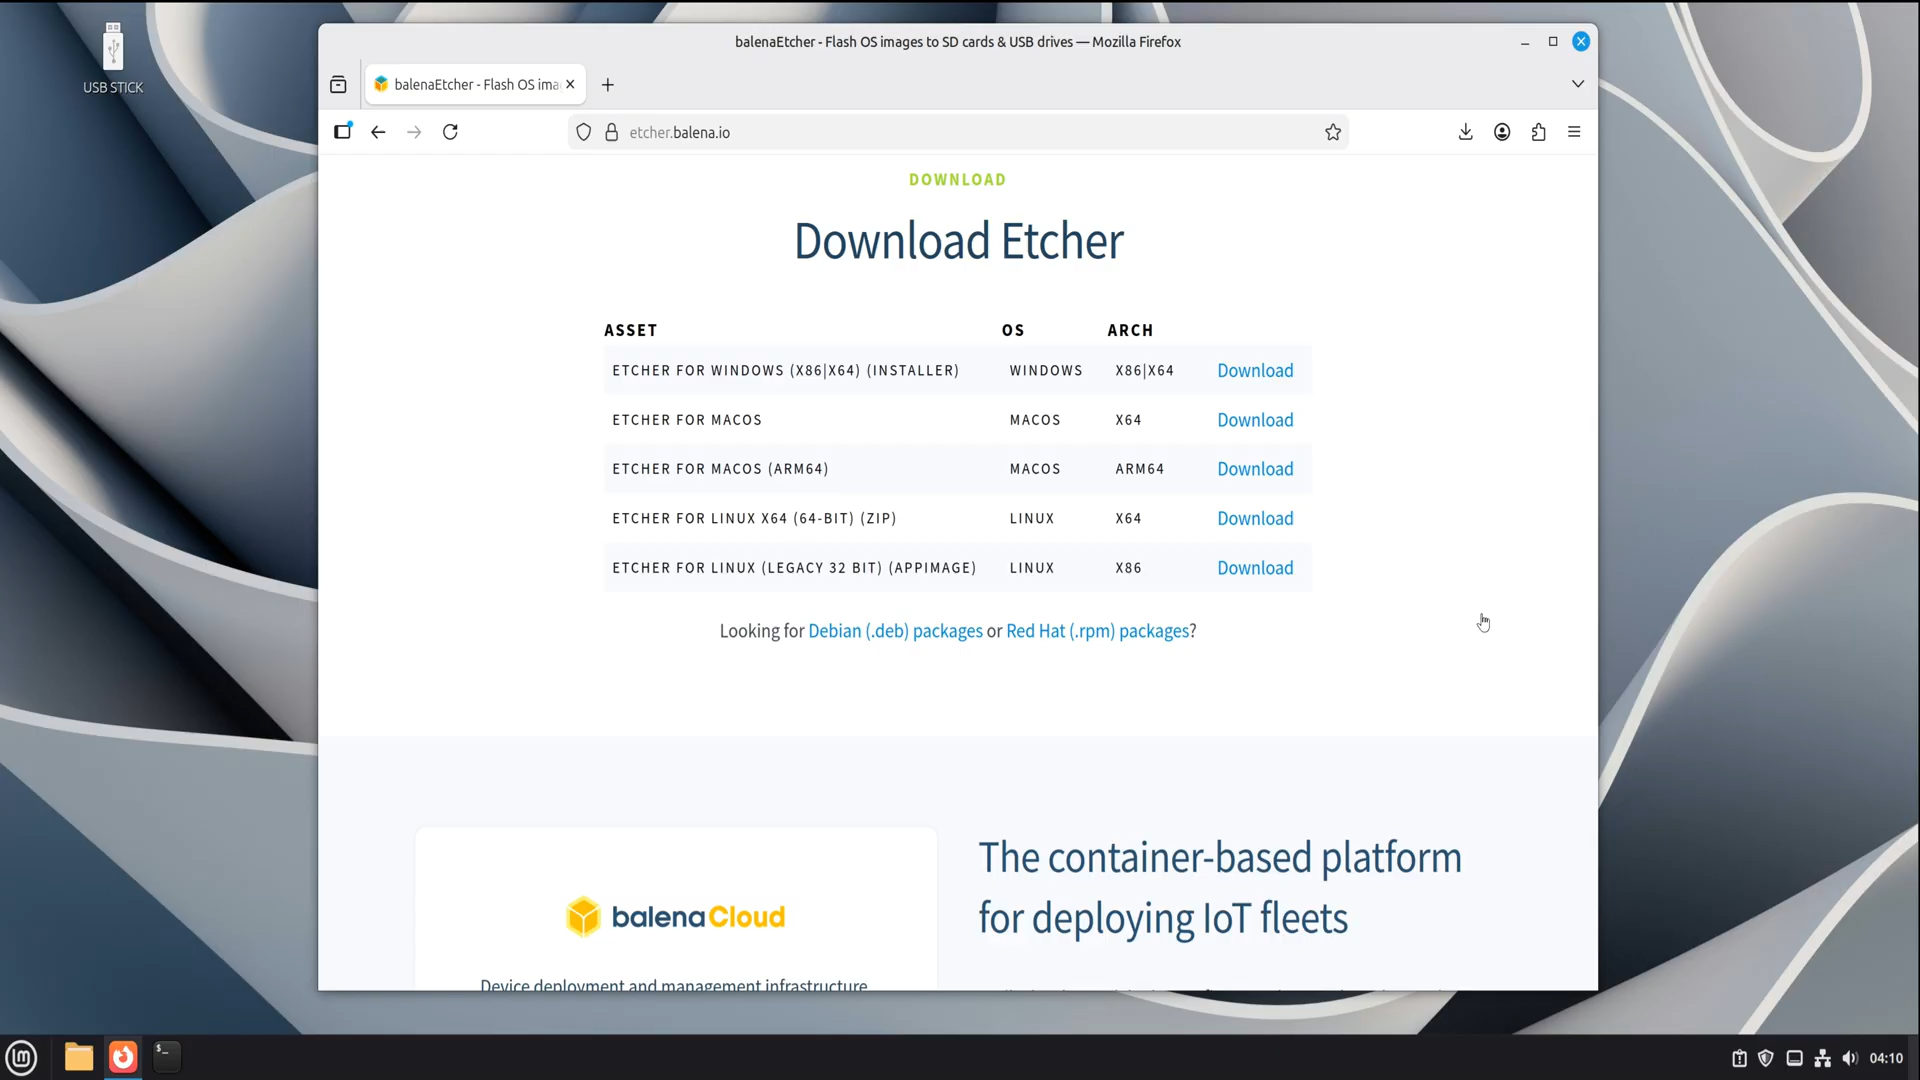 USB STICK
balenaEtcher - Flash OS images to SD cards & USB drives — Mozilla Firefox
balenaEtcher - Flash OS ima
etcher.balena.io
DOWNLOAD
Download Etcher
ASSET OS ARCH
ETCHER FOR WINDOWS (X86|X64) (INSTALLER) WINDOWS X86|X64 Download
ETCHER FOR MACOS MACOS X64 Download
ETCHER FOR MACOS (ARM64) MACOS ARM64 Download
ETCHER FOR LINUX X64 (64-BIT) (ZIP) LINUX X64 Download
ETCHER FOR LINUX (LEGACY 32 BIT) (APPIMAGE) LINUX X86 Download
Looking for Debian (.deb) packages or Red Hat (.rpm) packages?
balenaCloud
The container-based platform
for deploying IoT fleets
Device deployment and management infrastructure
04:10